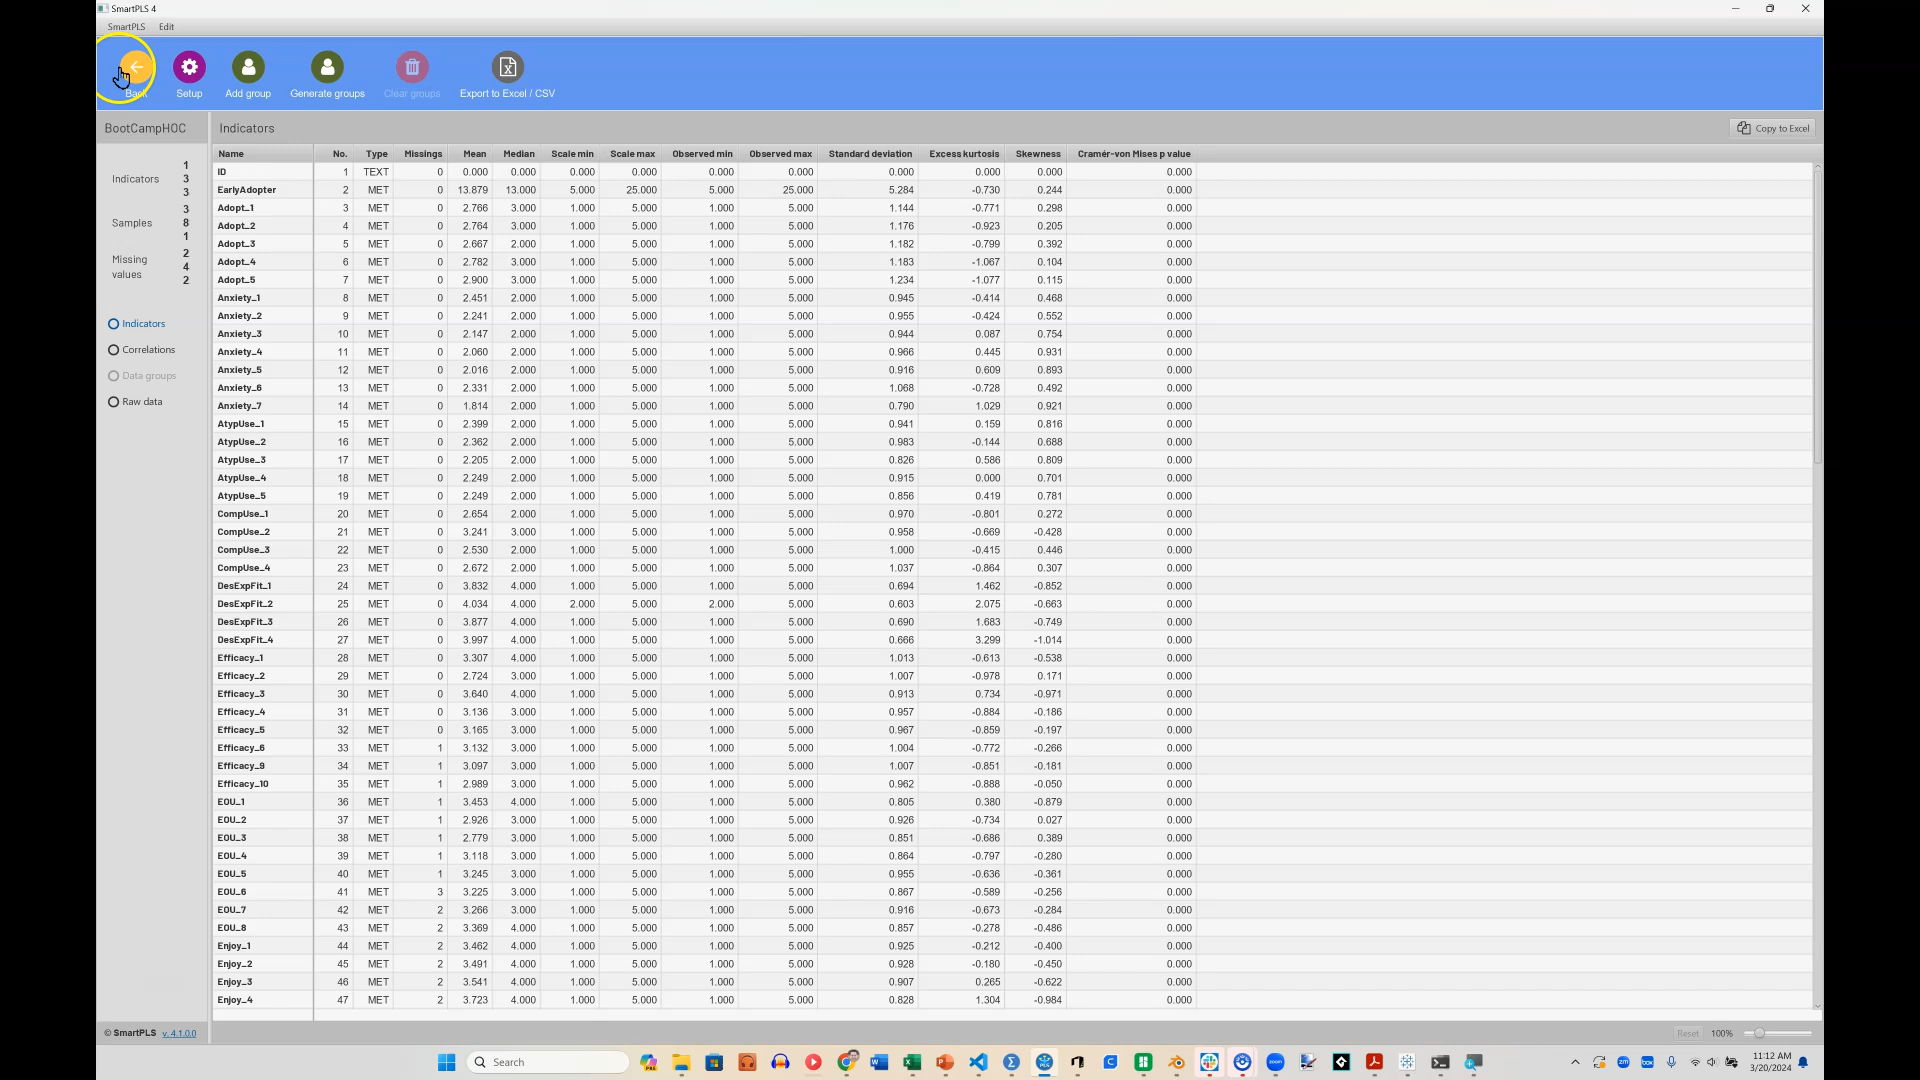 SmartPLS 4
SmartPLS Edit
Back Setup Add group Generate groups Clear groups Export to Excel / CSV
BootCampHOC Indicators Copy to Excel
Indicators 133
Samples 381
Missing values 242
Indicators
Correlations
Data groups
Raw data
Name No. Type Missings Mean Median Scale min Scale max Observed min Observed max Standard deviation Excess kurtosis Skewness Cramér-von Mises p value
ID 1 TEXT 0 0.000 0.000 0.000 0.000 0.000 0.000 0.000 0.000 0.000 0.000
EarlyAdopter 2 MET 0 13.879 13.000 5.000 25.000 5.000 25.000 5.284 -0.730 0.244 0.000
Adopt_1 3 MET 0 2.766 3.000 1.000 5.000 1.000 5.000 1.144 -0.771 0.298 0.000
Adopt_2 4 MET 0 2.764 3.000 1.000 5.000 1.000 5.000 1.176 -0.923 0.205 0.000
Adopt_3 5 MET 0 2.667 2.000 1.000 5.000 1.000 5.000 1.182 -0.799 0.392 0.000
Adopt_4 6 MET 0 2.782 3.000 1.000 5.000 1.000 5.000 1.183 -1.067 0.104 0.000
Adopt_5 7 MET 0 2.900 3.000 1.000 5.000 1.000 5.000 1.234 -1.077 0.115 0.000
Anxiety_1 8 MET 0 2.451 2.000 1.000 5.000 1.000 5.000 0.945 -0.414 0.468 0.000
Anxiety_2 9 MET 0 2.241 2.000 1.000 5.000 1.000 5.000 0.955 -0.424 0.552 0.000
Anxiety_3 10 MET 0 2.147 2.000 1.000 5.000 1.000 5.000 0.944 0.087 0.754 0.000
Anxiety_4 11 MET 0 2.060 2.000 1.000 5.000 1.000 5.000 0.966 0.445 0.931 0.000
Anxiety_5 12 MET 0 2.016 2.000 1.000 5.000 1.000 5.000 0.916 0.609 0.893 0.000
Anxiety_6 13 MET 0 2.331 2.000 1.000 5.000 1.000 5.000 1.068 -0.728 0.492 0.000
Anxiety_7 14 MET 0 1.814 2.000 1.000 5.000 1.000 5.000 0.790 1.029 0.921 0.000
AtypUse_1 15 MET 0 2.399 2.000 1.000 5.000 1.000 5.000 0.941 0.159 0.816 0.000
AtypUse_2 16 MET 0 2.362 2.000 1.000 5.000 1.000 5.000 0.983 -0.144 0.688 0.000
AtypUse_3 17 MET 0 2.205 2.000 1.000 5.000 1.000 5.000 0.826 0.586 0.809 0.000
AtypUse_4 18 MET 0 2.249 2.000 1.000 5.000 1.000 5.000 0.915 0.000 0.701 0.000
AtypUse_5 19 MET 0 2.249 2.000 1.000 5.000 1.000 5.000 0.856 0.419 0.781 0.000
CompUse_1 20 MET 0 2.654 2.000 1.000 5.000 1.000 5.000 0.970 -0.801 0.272 0.000
CompUse_2 21 MET 0 3.241 3.000 1.000 5.000 1.000 5.000 0.958 -0.669 -0.428 0.000
CompUse_3 22 MET 0 2.530 2.000 1.000 5.000 1.000 5.000 1.000 -0.415 0.446 0.000
CompUse_4 23 MET 0 2.672 2.000 1.000 5.000 1.000 5.000 1.037 -0.864 0.307 0.000
DesExpFit_1 24 MET 0 3.832 4.000 1.000 5.000 1.000 5.000 0.694 1.462 -0.852 0.000
DesExpFit_2 25 MET 0 4.034 4.000 2.000 5.000 2.000 5.000 0.603 2.075 -0.663 0.000
DesExpFit_3 26 MET 0 3.877 4.000 1.000 5.000 1.000 5.000 0.690 1.683 -0.749 0.000
DesExpFit_4 27 MET 0 3.997 4.000 1.000 5.000 1.000 5.000 0.666 3.299 -1.014 0.000
Efficacy_1 28 MET 0 3.307 4.000 1.000 5.000 1.000 5.000 1.013 -0.613 -0.538 0.000
Efficacy_2 29 MET 0 2.724 3.000 1.000 5.000 1.000 5.000 1.007 -0.978 0.171 0.000
Efficacy_3 30 MET 0 3.640 4.000 1.000 5.000 1.000 5.000 0.913 0.734 -0.971 0.000
Efficacy_4 31 MET 0 3.136 3.000 1.000 5.000 1.000 5.000 0.957 -0.884 -0.186 0.000
Efficacy_5 32 MET 0 3.165 3.000 1.000 5.000 1.000 5.000 0.967 -0.859 -0.197 0.000
Efficacy_6 33 MET 1 3.132 3.000 1.000 5.000 1.000 5.000 1.004 -0.772 -0.266 0.000
Efficacy_9 34 MET 1 3.097 3.000 1.000 5.000 1.000 5.000 1.007 -0.851 -0.181 0.000
Efficacy_10 35 MET 1 2.989 3.000 1.000 5.000 1.000 5.000 0.962 -0.888 -0.050 0.000
EOU_1 36 MET 1 3.453 4.000 1.000 5.000 1.000 5.000 0.805 0.380 -0.879 0.000
EOU_2 37 MET 1 2.926 3.000 1.000 5.000 1.000 5.000 0.926 -0.734 0.027 0.000
EOU_3 38 MET 1 2.779 3.000 1.000 5.000 1.000 5.000 0.851 -0.686 0.389 0.000
EOU_4 39 MET 1 3.118 3.000 1.000 5.000 1.000 5.000 0.864 -0.797 -0.280 0.000
EOU_5 40 MET 1 3.245 3.000 1.000 5.000 1.000 5.000 0.955 -0.636 -0.361 0.000
EOU_6 41 MET 3 3.225 3.000 1.000 5.000 1.000 5.000 0.867 -0.589 -0.256 0.000
EOU_7 42 MET 2 3.266 3.000 1.000 5.000 1.000 5.000 0.916 -0.673 -0.284 0.000
EOU_8 43 MET 2 3.369 4.000 1.000 5.000 1.000 5.000 0.857 -0.278 -0.486 0.000
Enjoy_1 44 MET 2 3.462 4.000 1.000 5.000 1.000 5.000 0.925 -0.212 -0.400 0.000
Enjoy_2 45 MET 2 3.491 4.000 1.000 5.000 1.000 5.000 0.928 -0.180 -0.450 0.000
Enjoy_3 46 MET 2 3.541 4.000 1.000 5.000 1.000 5.000 0.907 0.265 -0.622 0.000
Enjoy_4 47 MET 2 3.723 4.000 1.000 5.000 1.000 5.000 0.828 1.304 -0.984 0.000
© SmartPLS v. 4.1.0.0 Reset 100%
Search 11:12 AM
3/20/2024